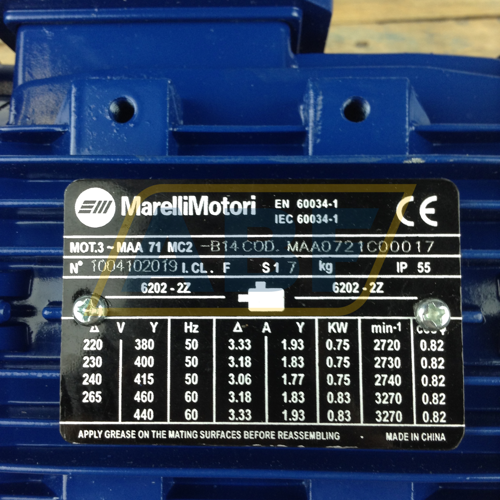 MarelliMotori EN 60034-1
IEC 60034-1
CE
MOT.3~ MAA 71 MC2 -B14 COD. MAA0721C00017
N° 1004102019 I.CL. F S1 7 kg IP 55
6202 - 2Z 6202 - 2Z
Δ V Y Hz Δ A Y KW min-1
220 380 50 3.33 1.93 0.75 2720 0.82
230 400 50 3.18 1.83 0.75 2730 0.82
240 415 50 3.06 1.77 0.75 2740 0.82
265 460 60 3.18 1.83 0.83 3270 0.82
440 60 3.33 1.93 0.83 3270 0.82
APPLY GREASE ON THE MATING SURFACES BEFORE REASSEMBLING MADE IN CHINA